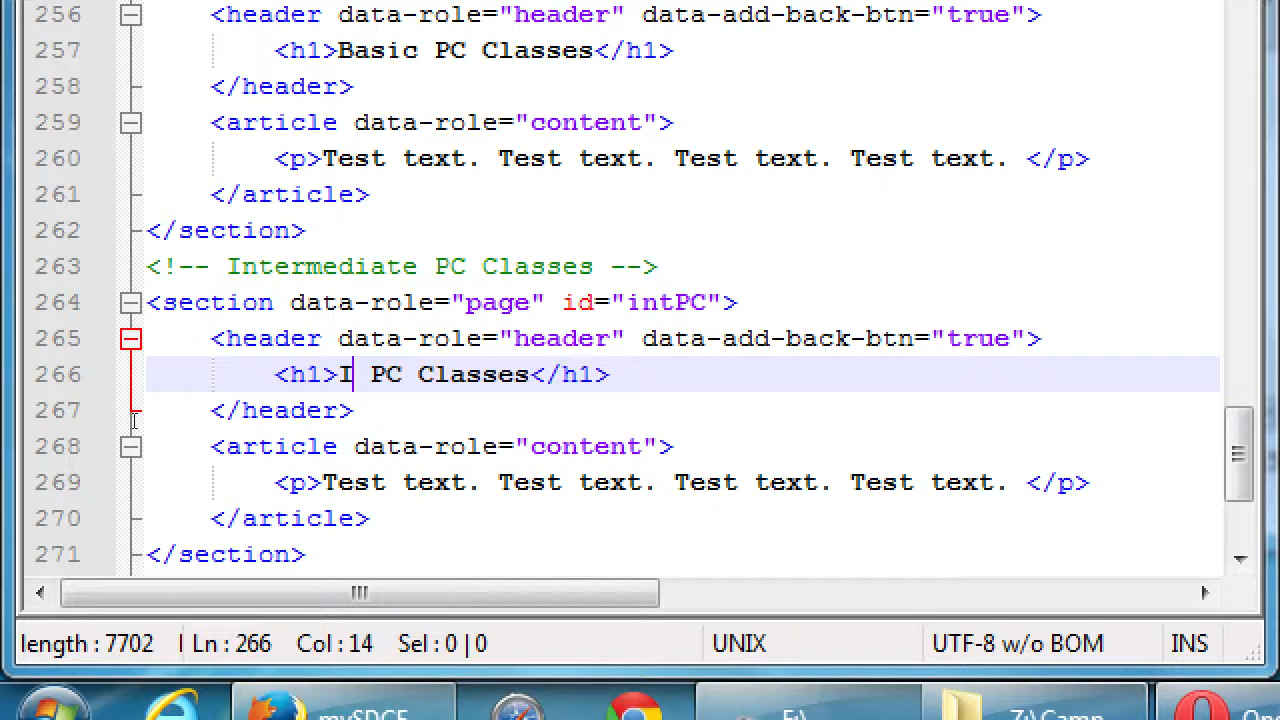 256 <header data-role="header" data-add-back-btn="true">
257 <h1>Basic PC Classes</h1>
258 </header>
259 <article data-role="content">
260 <p>Test text. Test text. Test text. Test text. </p>
261 </article>
262 </section>
263 <!-- Intermediate PC Classes -->
264 <section data-role="page" id="intPC">
265 <header data-role="header" data-add-back-btn="true">
266 <h1>I PC Classes</h1>
267 </header>
268 <article data-role="content">
269 <p>Test text. Test text. Test text. Test text. </p>
270 </article>
271 </section>
length : 7702 Ln : 266 Col : 14 Sel : 0 | 0 UNIX UTF-8 w/o BOM INS
mySDCE